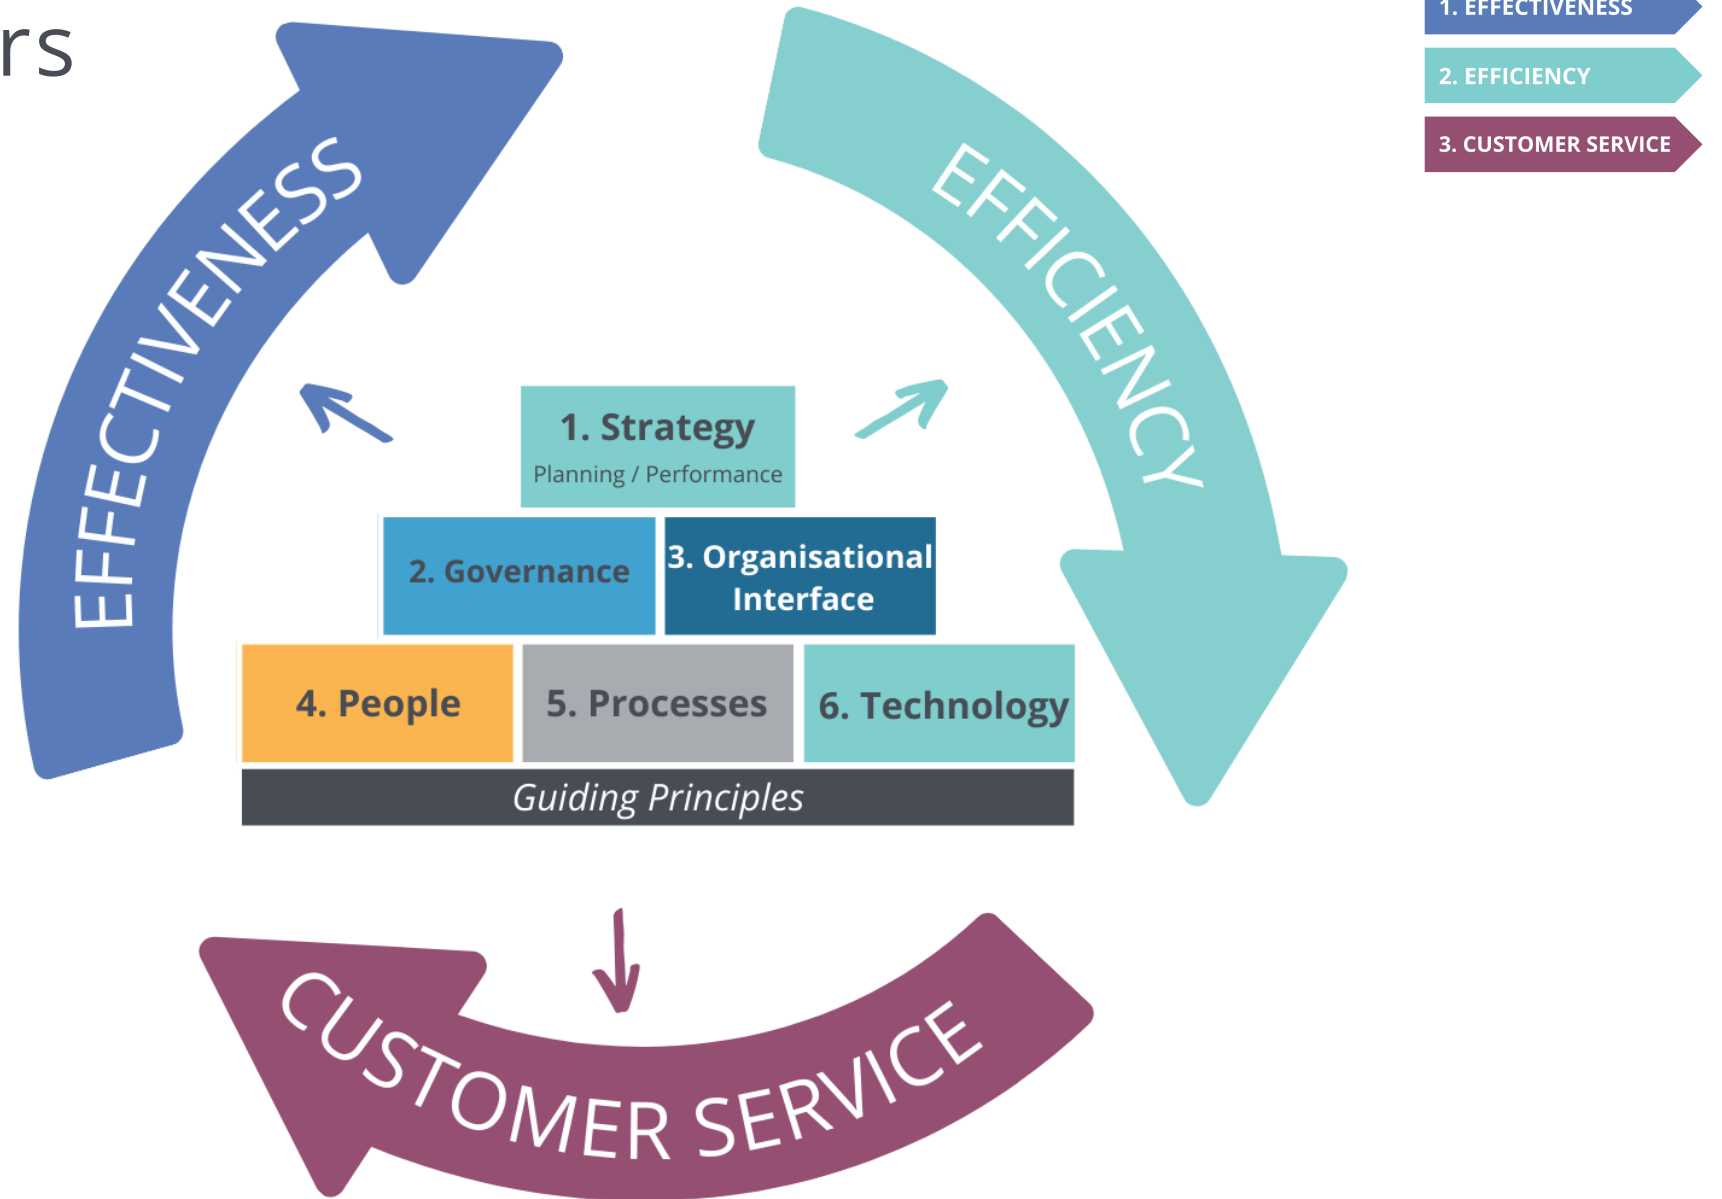 rs
1. EFFECTIVENESS
2. EFFICIENCY
3. CUSTOMER SERVICE
EFFECTIVENESS
EFFICIENCY
1. Strategy
Planning / Performance
2. Governance
3. Organisational
Interface
4. People
5. Processes
6. Technology
Guiding Principles
CUSTOMER SERVICE